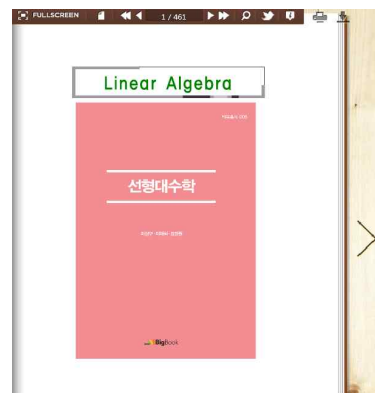 FULLSCREEN
1 / 461
Linear Algebra
선형대수학
BigBook